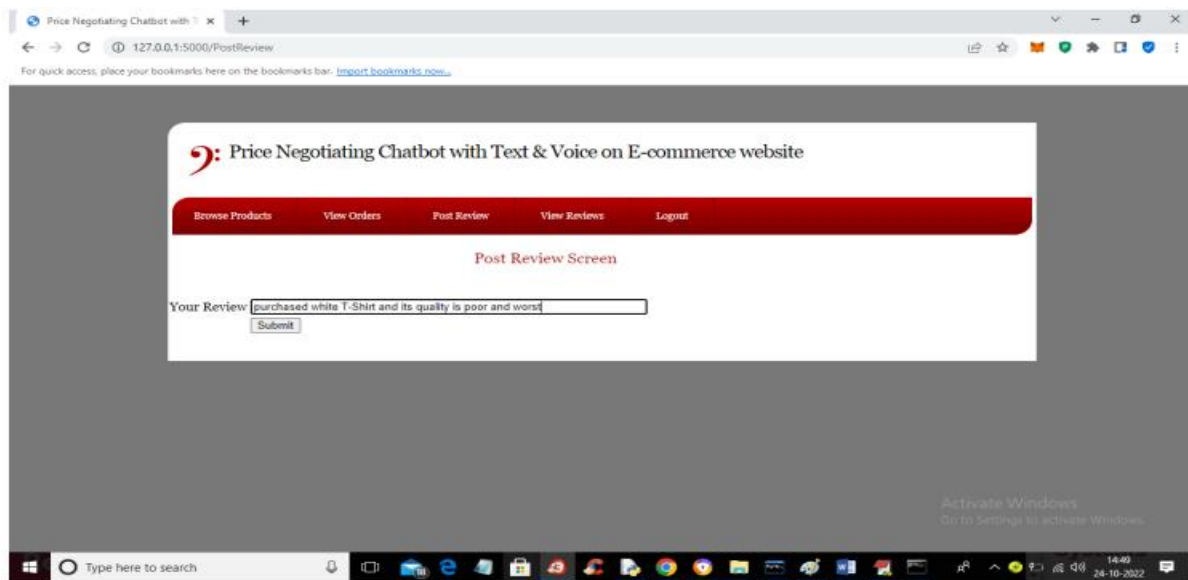 Price Negotiating Chatbot with T
127.0.0.1:5000/PostReview
For quick access, place your bookmarks here on the bookmarks bar. Import bookmarks now...
Price Negotiating Chatbot with Text & Voice on E-commerce website
Browse Products View Orders Post Review View Reviews Logout
Post Review Screen
Your Review purchased white T-Shirt and its quality is poor and worst
Submit
Activate Windows
Go to Settings to activate Windows.
Type here to search
14:49
24-10-2022